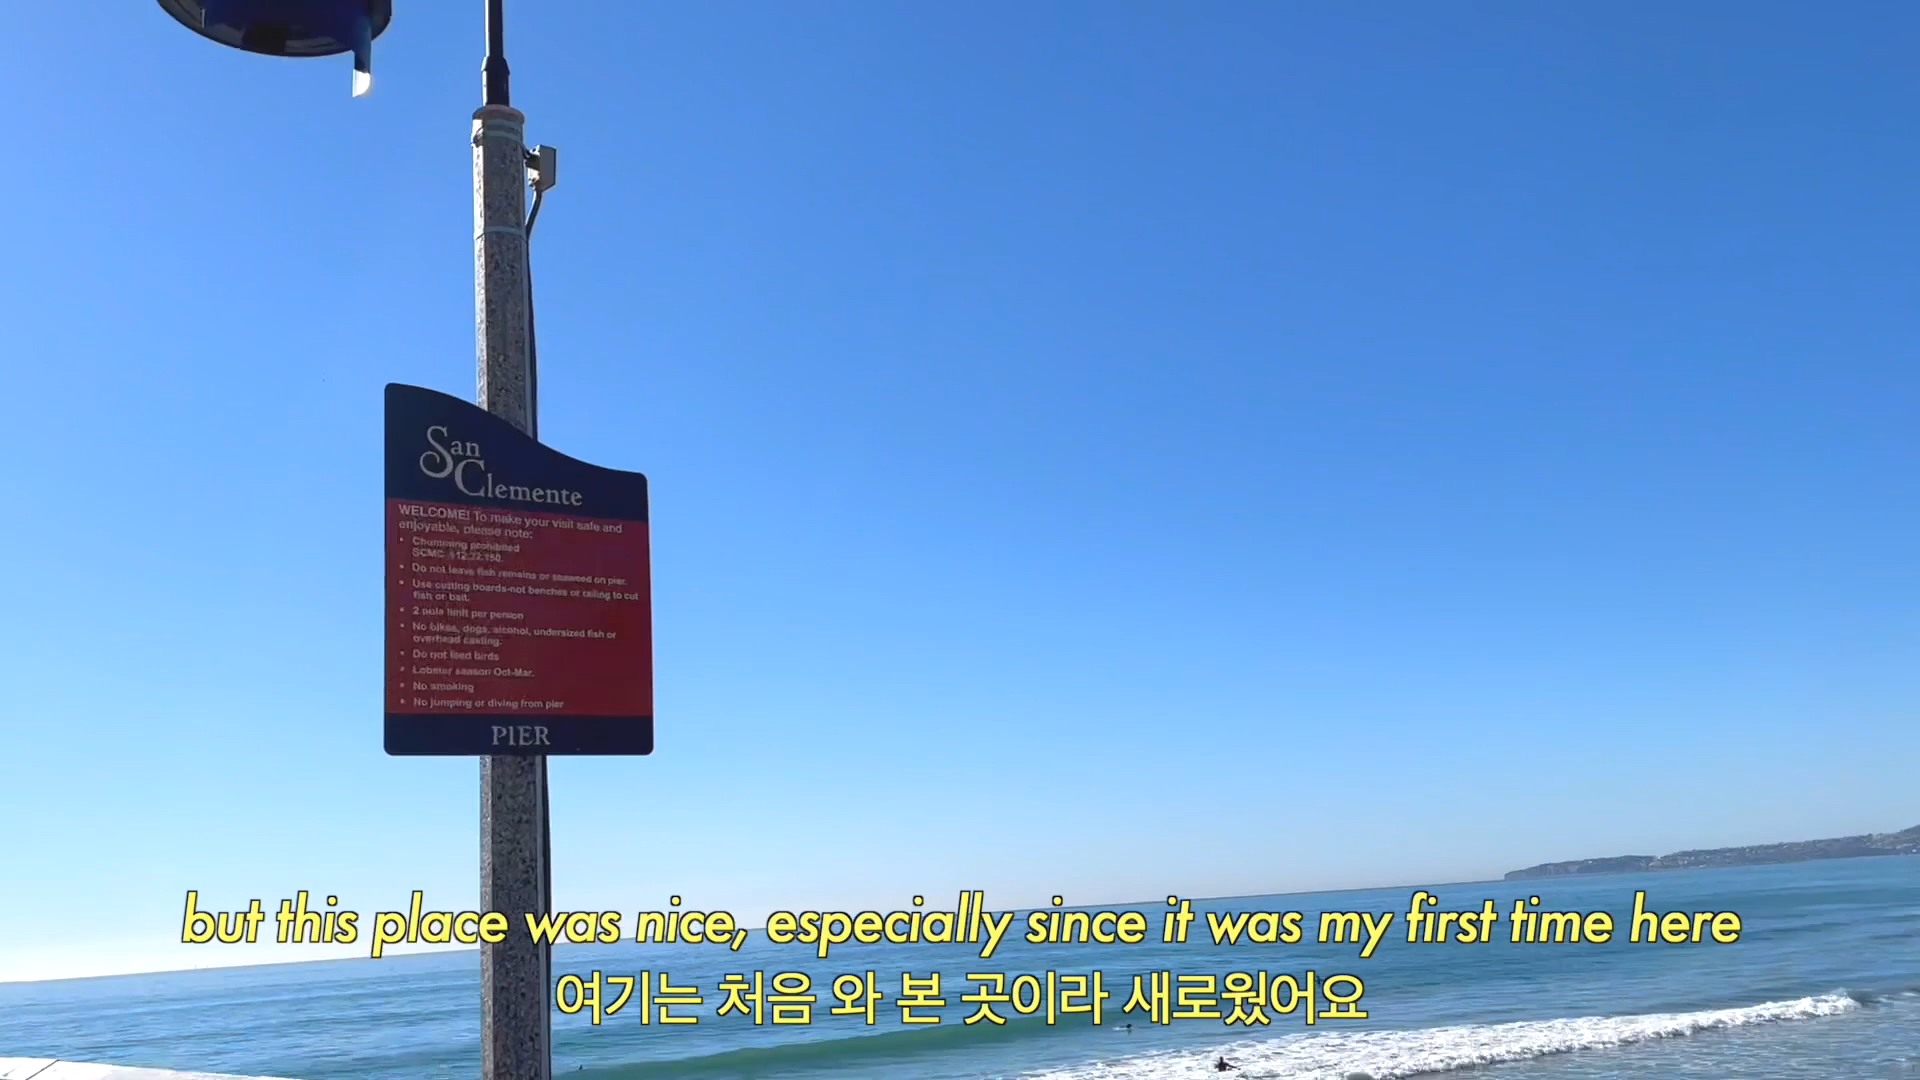 San
Clemente
WELCOME! To make your visit safe and
enjoyable, please note:
• Chumming prohibited
SCMC
• Do not leave fish remains or seaweed on pier.
• Use cutting boards-not benches or railing to cut
fish or bait.
• 2 pole limit per person
• No bikes, dogs, alcohol, undersized fish or
overhead casting.
• Do not feed birds
• Lobster season Oct-Mar.
• No smoking
• No jumping or diving from pier
PIER
but this place was nice, especially since it was my first time here
여기는 처음 와 본 곳이라 새로웠어요